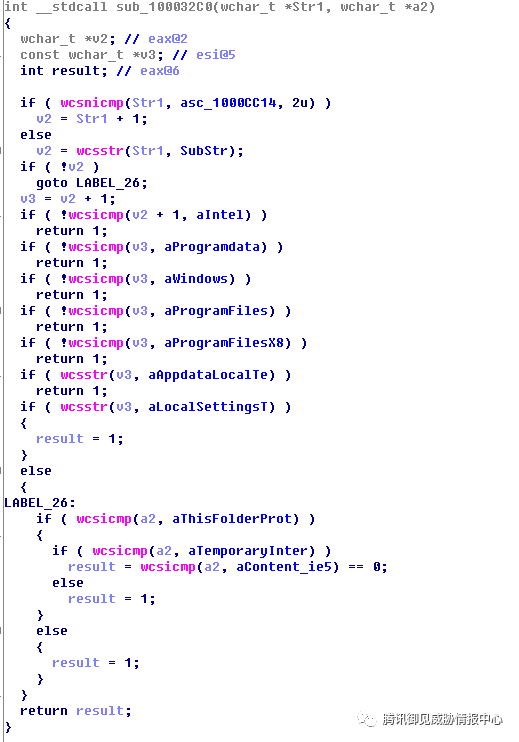 int __stdcall sub_100032C0(wchar_t *Str1, wchar_t *a2)
{
  wchar_t *v2; // eax@2
  const wchar_t *v3; // esi@5
  int result; // eax@6

  if ( wcsnicmp(Str1, asc_1000CC14, 2u) )
    v2 = Str1 + 1;
  else
    v2 = wcsstr(Str1, SubStr);
  if ( !v2 )
    goto LABEL_26;
  v3 = v2 + 1;
  if ( !wcsicmp(v2 + 1, aIntel) )
    return 1;
  if ( !wcsicmp(v3, aProgramdata) )
    return 1;
  if ( !wcsicmp(v3, aWindows) )
    return 1;
  if ( !wcsicmp(v3, aProgramFiles) )
    return 1;
  if ( !wcsicmp(v3, aProgramFilesX8) )
    return 1;
  if ( wcsstr(v3, aAppdataLocalTe) )
    return 1;
  if ( wcsstr(v3, aLocalSettingsT) )
  {
    result = 1;
  }
  else
  {
LABEL_26:
    if ( wcsicmp(a2, aThisFolderProt) )
    {
      if ( wcsicmp(a2, aTemporaryInter) )
        result = wcsicmp(a2, aContent_ie5) == 0;
      else
        result = 1;
    }
    else
    {
      result = 1;
    }
  }
  return result;
}
腾讯御见威胁情报中心